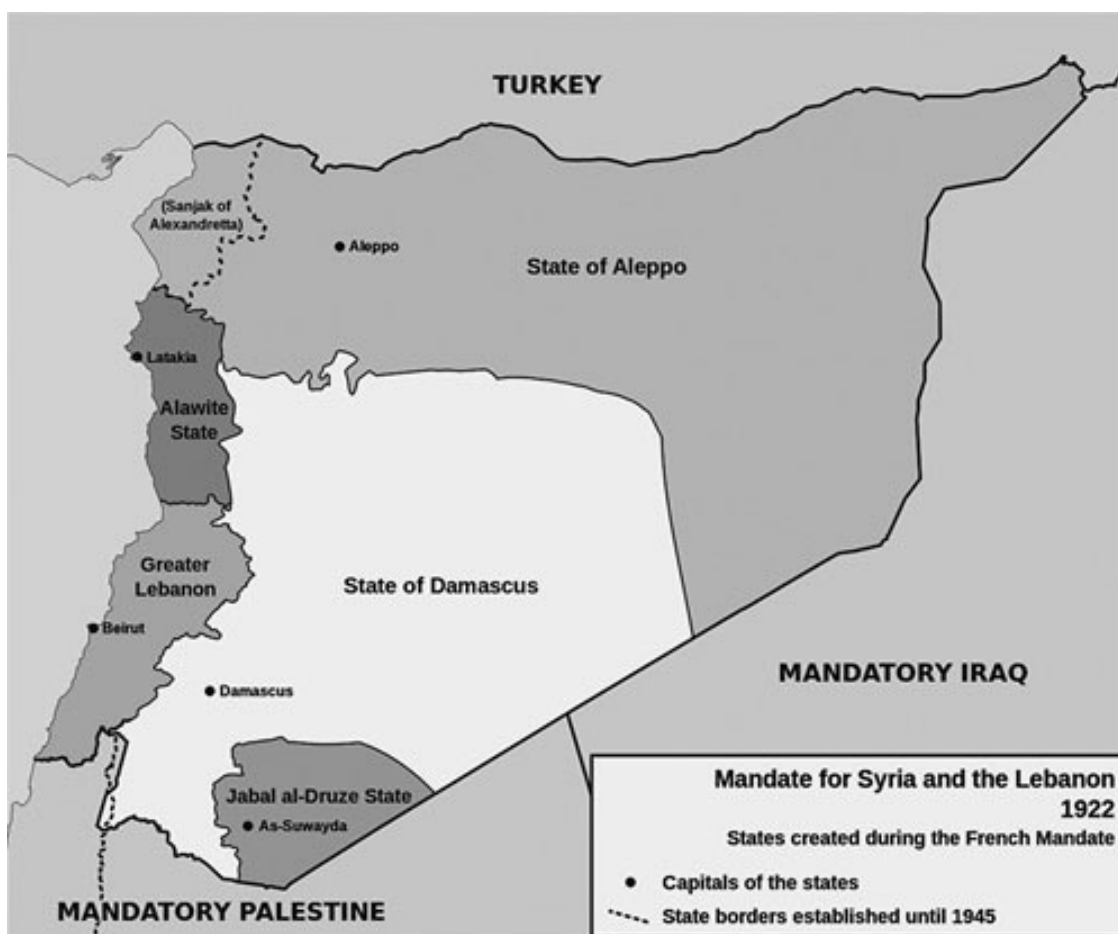 TURKEY
(Sanjak of
Alexandretta)
Aleppo
State of Aleppo
Latakia
Alawite
State
Greater
Lebanon
State of Damascus
Beirut
MANDATORY IRAQ
Damascus
Jabal al-Druze State
As-Suwayda
MANDATORY PALESTINE
Mandate for Syria and the Lebanon
1922
States created during the French Mandate
Capitals of the states
State borders established until 1945